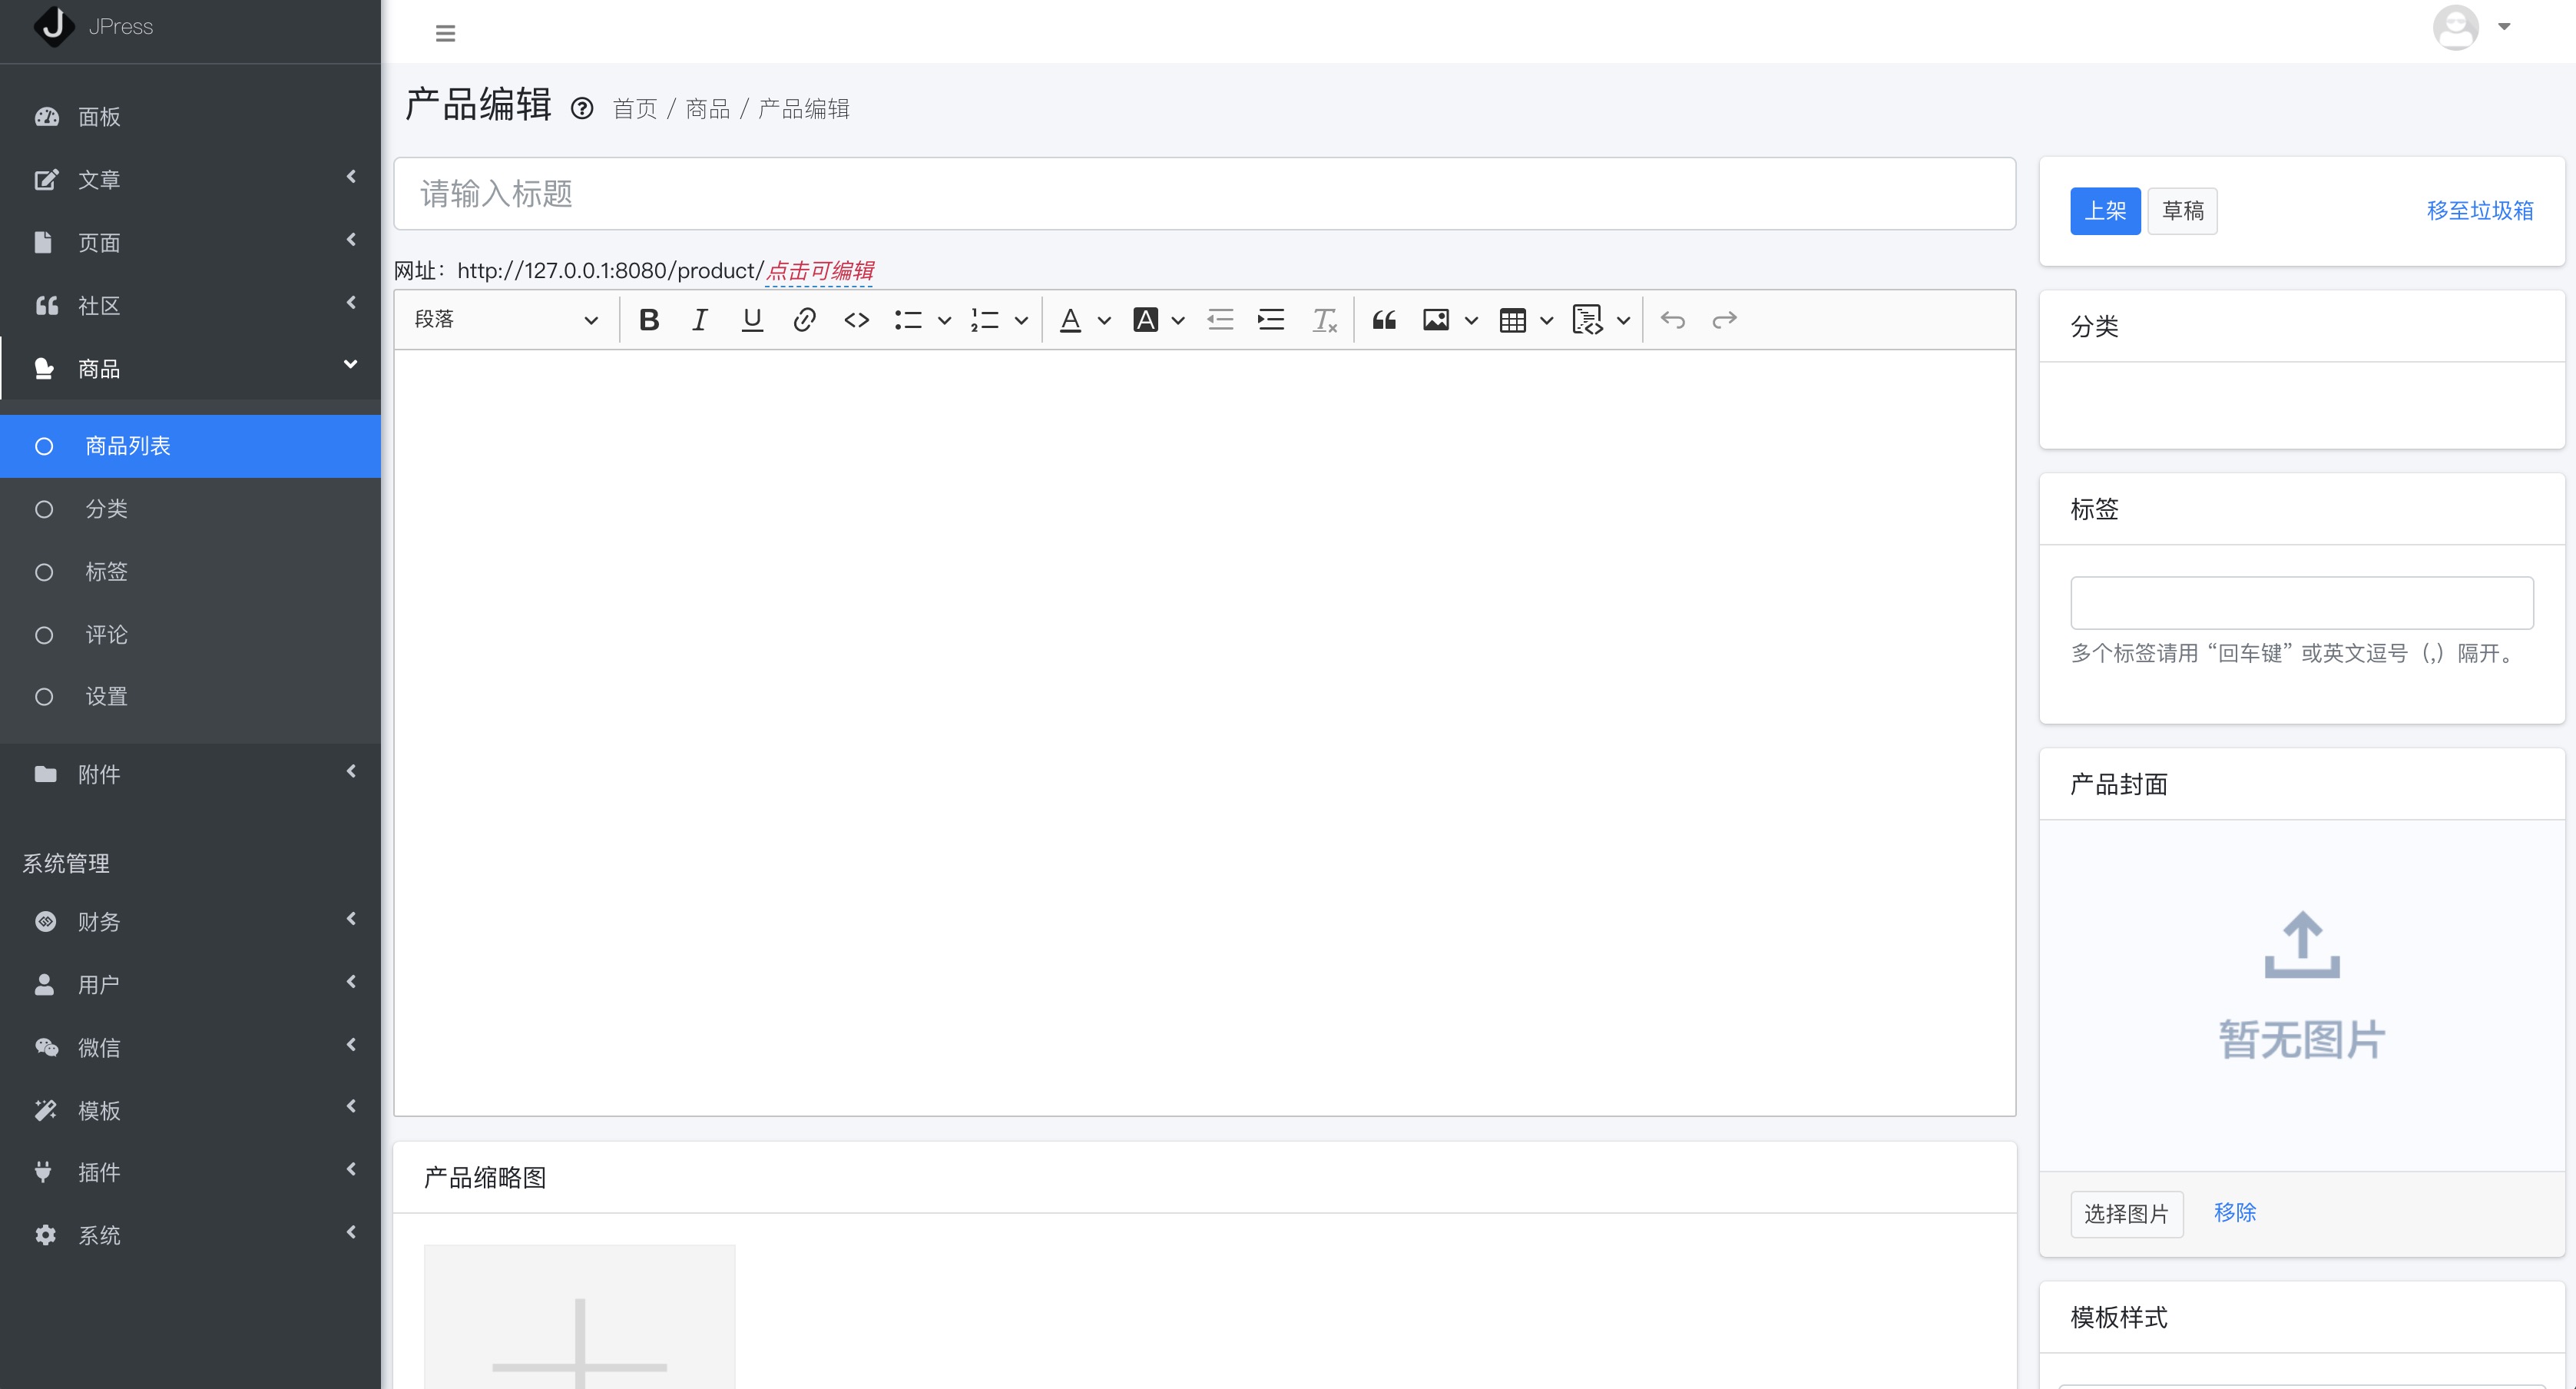 JPress
面板
文章
页面
社区
商品
商品列表
分类
标签
评论
设置
附件
系统管理
财务
用户
微信
模板
插件
系统
产品编辑 首页 / 商品 / 产品编辑
请输入标题
网址：http://127.0.0.1:8080/product/点击可编辑
段落
产品缩略图
上架 草稿 移至垃圾箱
分类
标签
多个标签请用 “回车键” 或英文逗号（,）隔开。
产品封面
暂无图片
选择图片 移除
模板样式